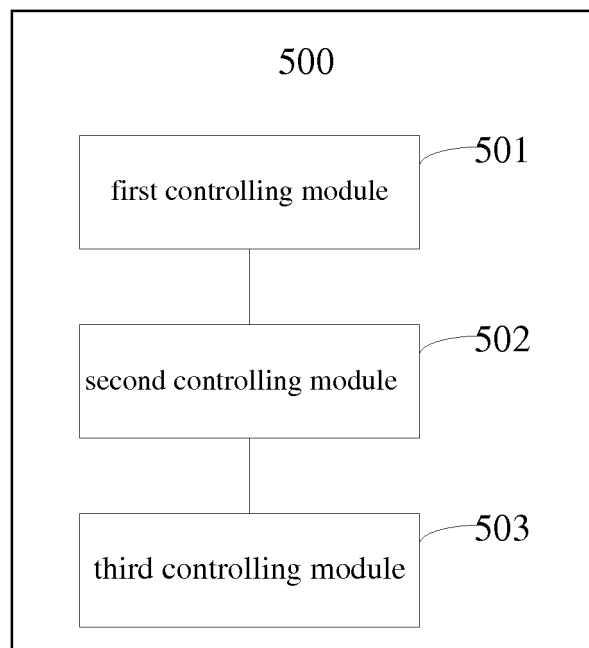 500
501
first controlling module
502
second controlling module
503
third controlling module